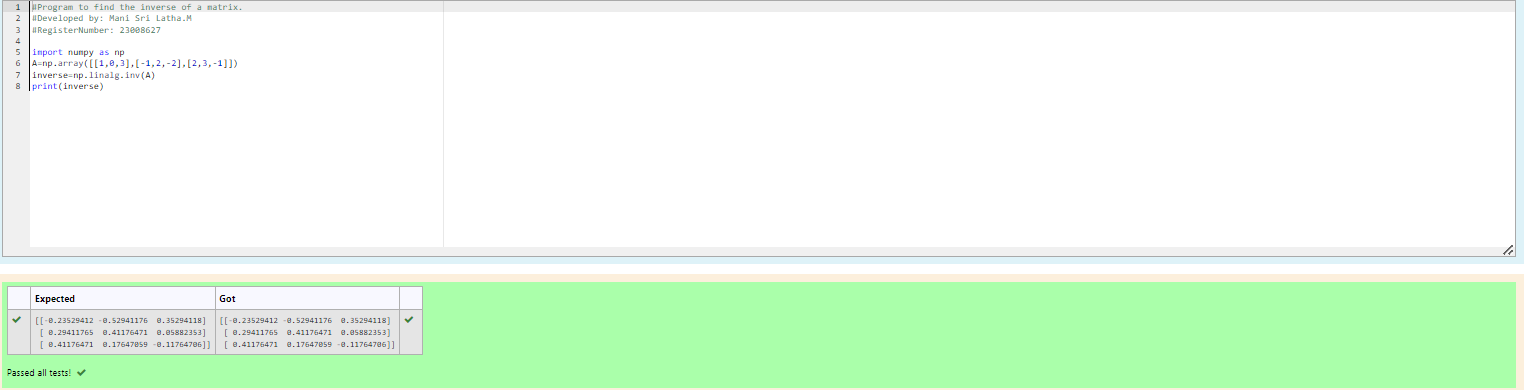 1 #Program to find the inverse of a matrix.
2 #Developed by: Mani Sri Latha.M
3 #RegisterNumber: 23008627
4
5 import numpy as np
6 A=np.array([[1,0,3],[-1,2,-2],[2,3,-1]])
7 inverse=np.linalg.inv(A)
8 print(inverse)
Expected Got
[[-0.23529412 -0.52941176 0.35294118] [[-0.23529412 -0.52941176 0.35294118]
[ 0.29411765 0.41176471 0.05882353] [ 0.29411765 0.41176471 0.05882353]
[ 0.41176471 0.17647059 -0.11764706]] [ 0.41176471 0.17647059 -0.11764706]]
Passed all tests!